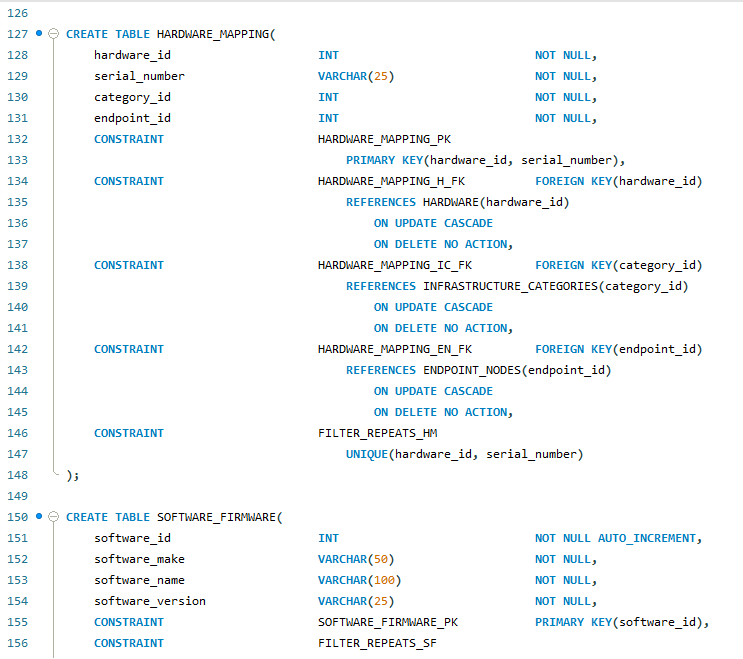 126
127 CREATE TABLE HARDWARE_MAPPING(
128 hardware_id INT NOT NULL,
129 serial_number VARCHAR(25) NOT NULL,
130 category_id INT NOT NULL,
131 endpoint_id INT NOT NULL,
132 CONSTRAINT HARDWARE_MAPPING_PK
133 PRIMARY KEY(hardware_id, serial_number),
134 CONSTRAINT HARDWARE_MAPPING_H_FK FOREIGN KEY(hardware_id)
135 REFERENCES HARDWARE(hardware_id)
136 ON UPDATE CASCADE
137 ON DELETE NO ACTION,
138 CONSTRAINT HARDWARE_MAPPING_IC_FK FOREIGN KEY(category_id)
139 REFERENCES INFRASTRUCTURE_CATEGORIES(category_id)
140 ON UPDATE CASCADE
141 ON DELETE NO ACTION,
142 CONSTRAINT HARDWARE_MAPPING_EN_FK FOREIGN KEY(endpoint_id)
143 REFERENCES ENDPOINT_NODES(endpoint_id)
144 ON UPDATE CASCADE
145 ON DELETE NO ACTION,
146 CONSTRAINT FILTER_REPEATS_HM
147 UNIQUE(hardware_id, serial_number)
148 );
149
150 CREATE TABLE SOFTWARE_FIRMWARE(
151 software_id INT NOT NULL AUTO_INCREMENT,
152 software_make VARCHAR(50) NOT NULL,
153 software_name VARCHAR(100) NOT NULL,
154 software_version VARCHAR(25) NOT NULL,
155 CONSTRAINT SOFTWARE_FIRMWARE_PK PRIMARY KEY(software_id),
156 CONSTRAINT FILTER_REPEATS_SF